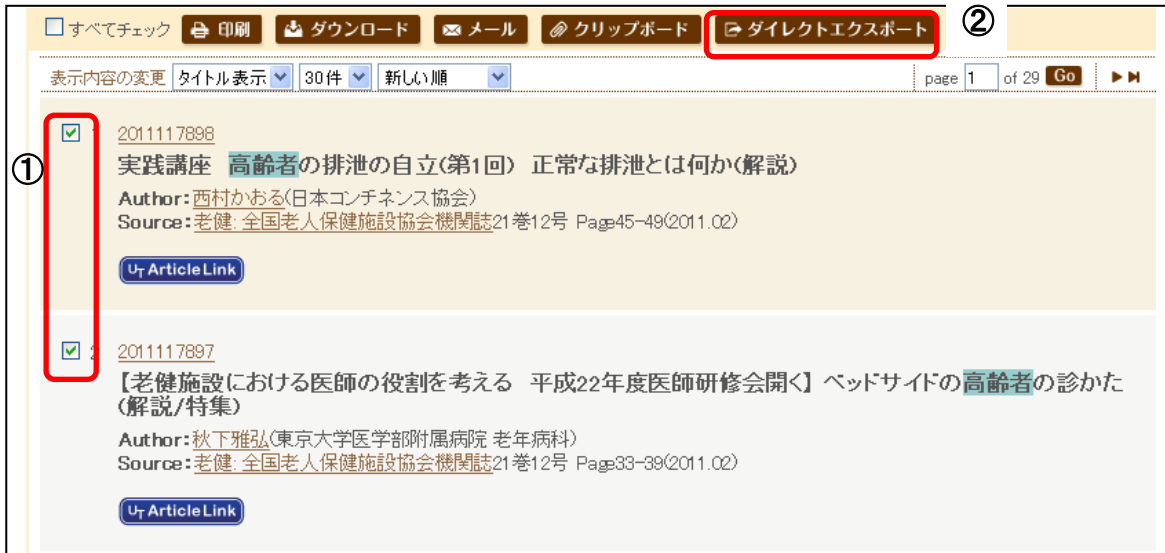 ②
すべてチェック 印刷 ダウンロード メール クリップボード ダイレクトエクスポート
表示内容の変更 タイトル表示 30件 新しい順 page 1 of 29 Go
①
1 2011117898
実践講座 高齢者の排泄の自立(第1回) 正常な排泄とは何か(解説)
Author:西村かおる(日本コンチネンス協会)
Source:老健: 全国老人保健施設協会機関誌21巻12号 Page45-49(2011.02)
UT Article Link
2 2011117897
【老健施設における医師の役割を考える 平成22年度医師研修会開く】 ベッドサイドの高齢者の診かた
(解説/特集)
Author:秋下雅弘(東京大学医学部附属病院 老年病科)
Source:老健: 全国老人保健施設協会機関誌21巻12号 Page33-39(2011.02)
UT Article Link